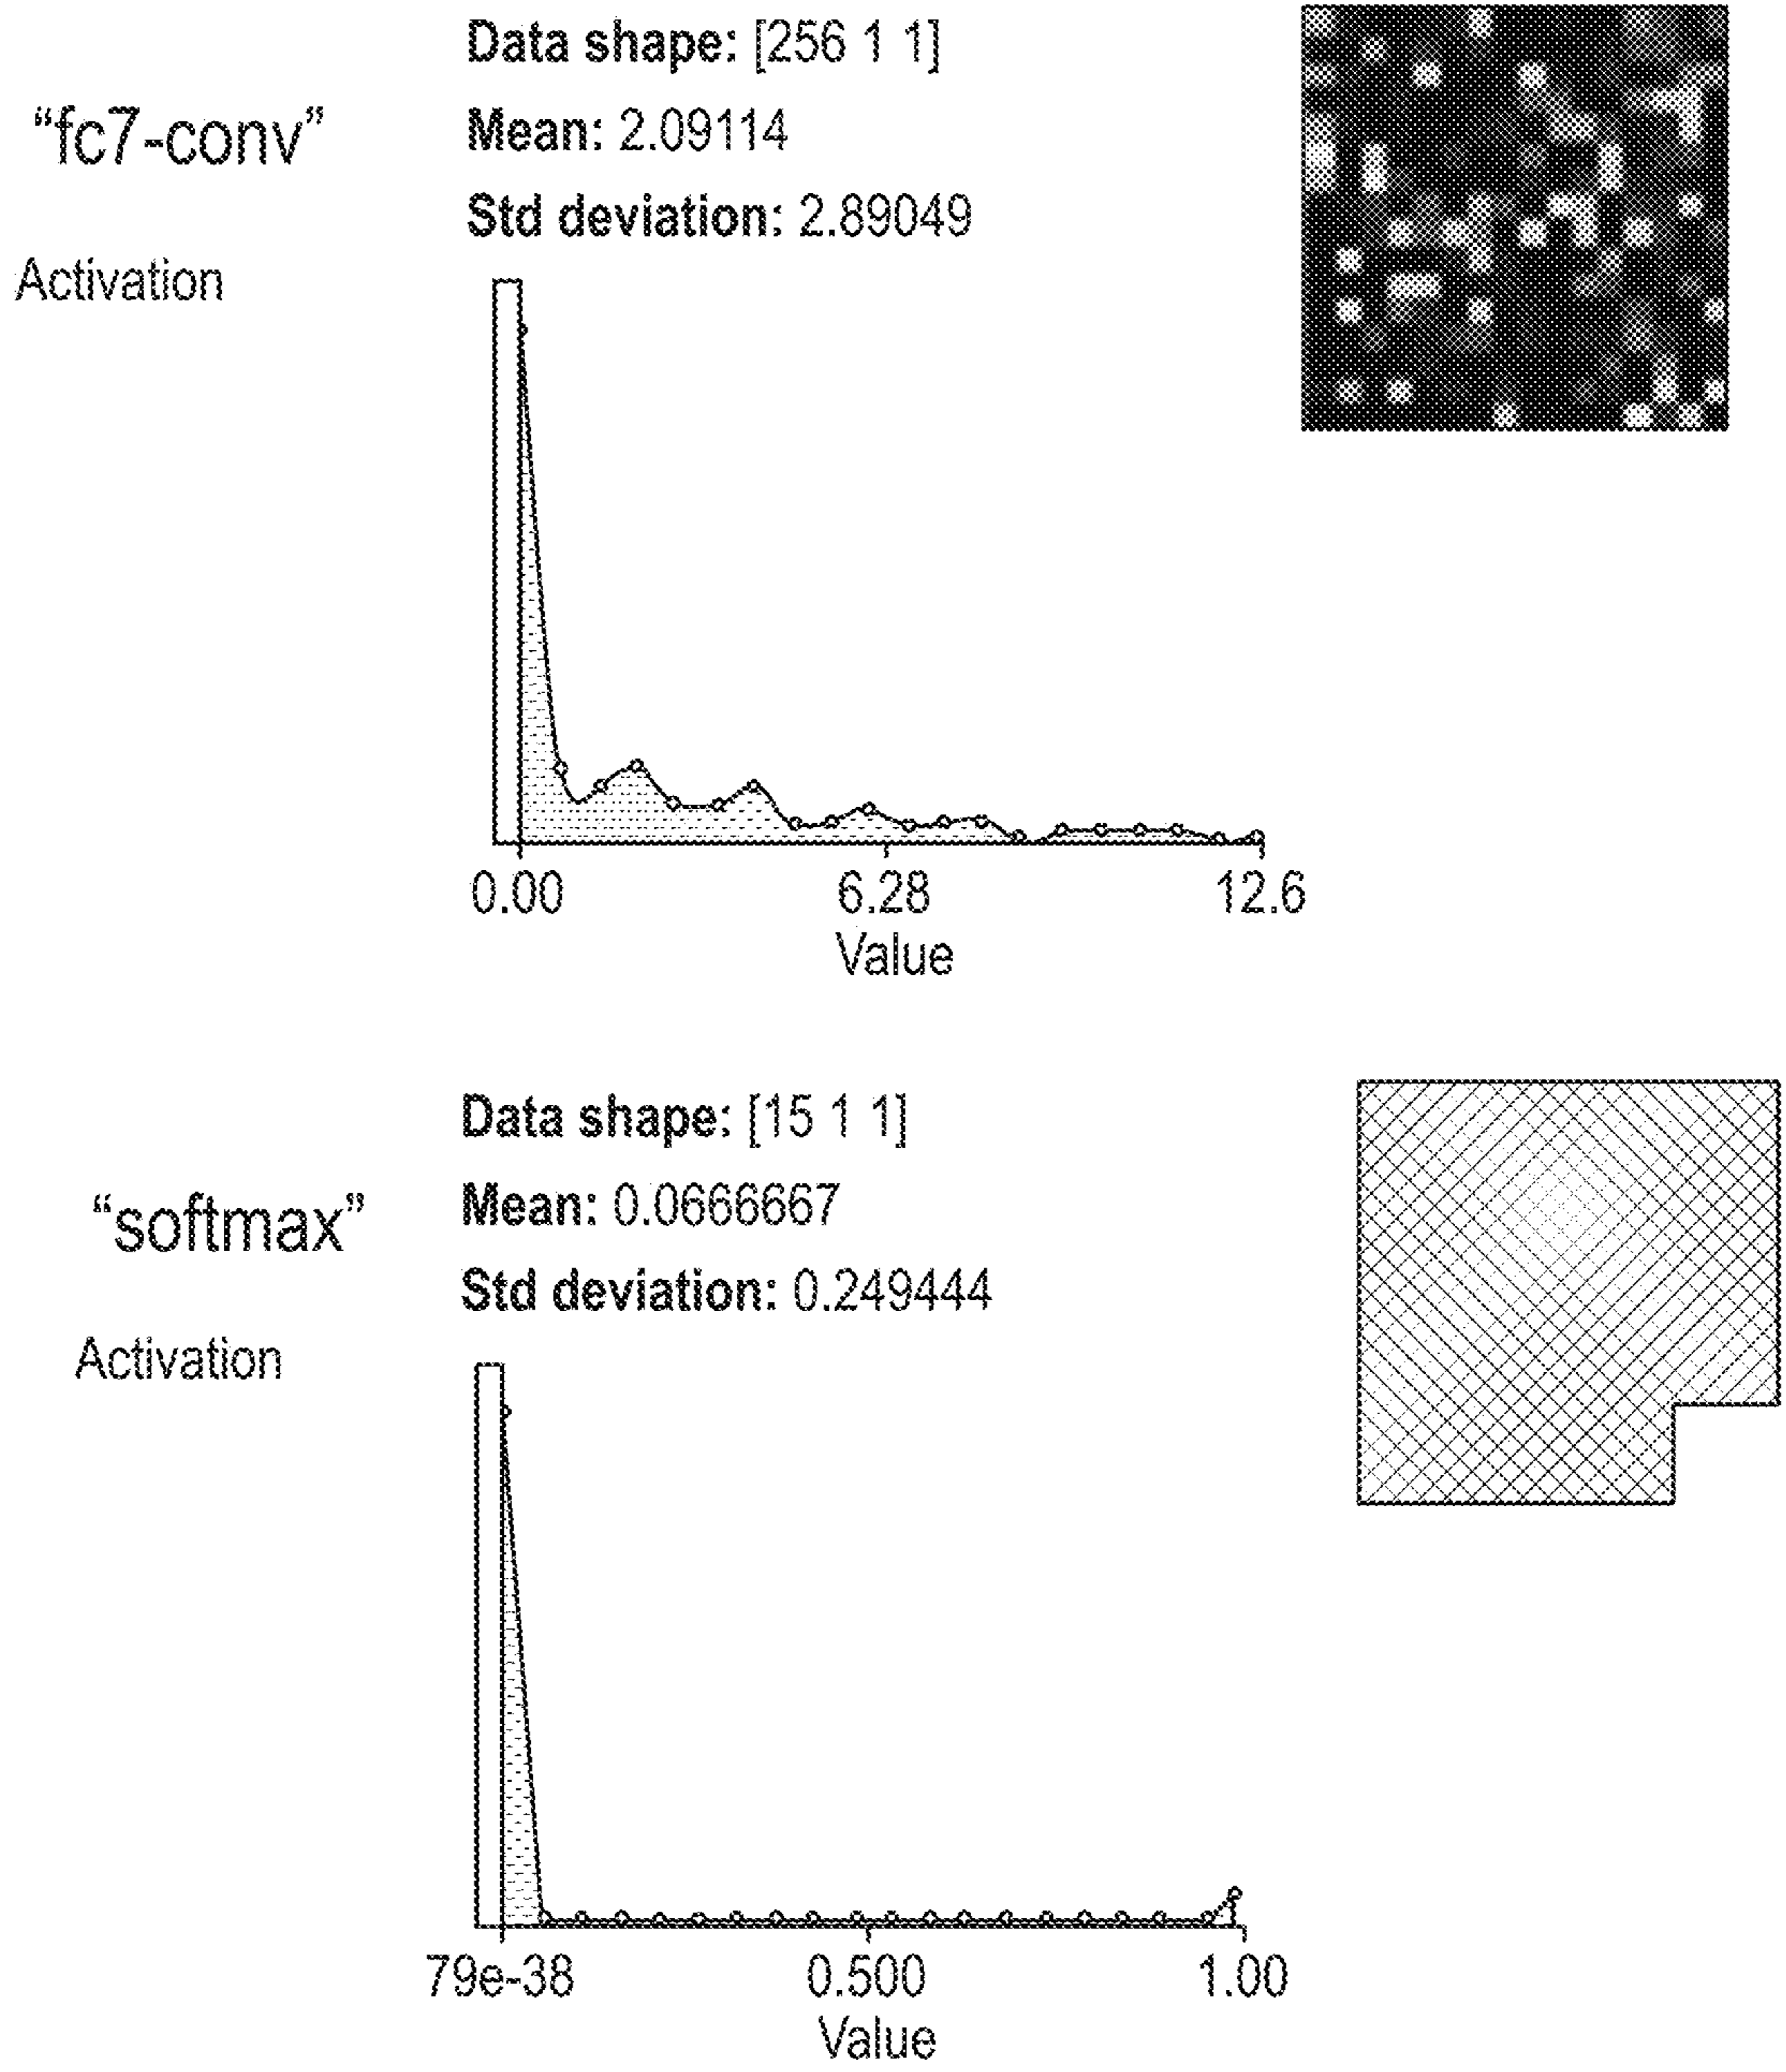 Data shape: [256 1 1]
“fc7-conv”
Mean: 2.09114
Std deviation: 2.89049
Activation
0.00 6.28 12.6
Value
Data shape: [15 1 1]
“softmax”
Mean: 0.0666667
Std deviation: 0.249444
Activation
79e-38 0.500 1.00
Value